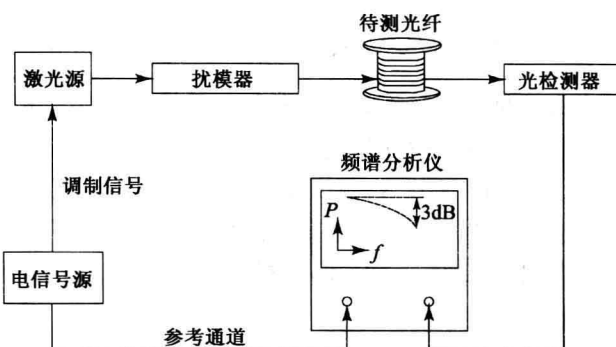 待测光纤
激光源
扰模器
光检测器
频谱分析仪
调制信号
P
3dB
f
电信号源
参考通道